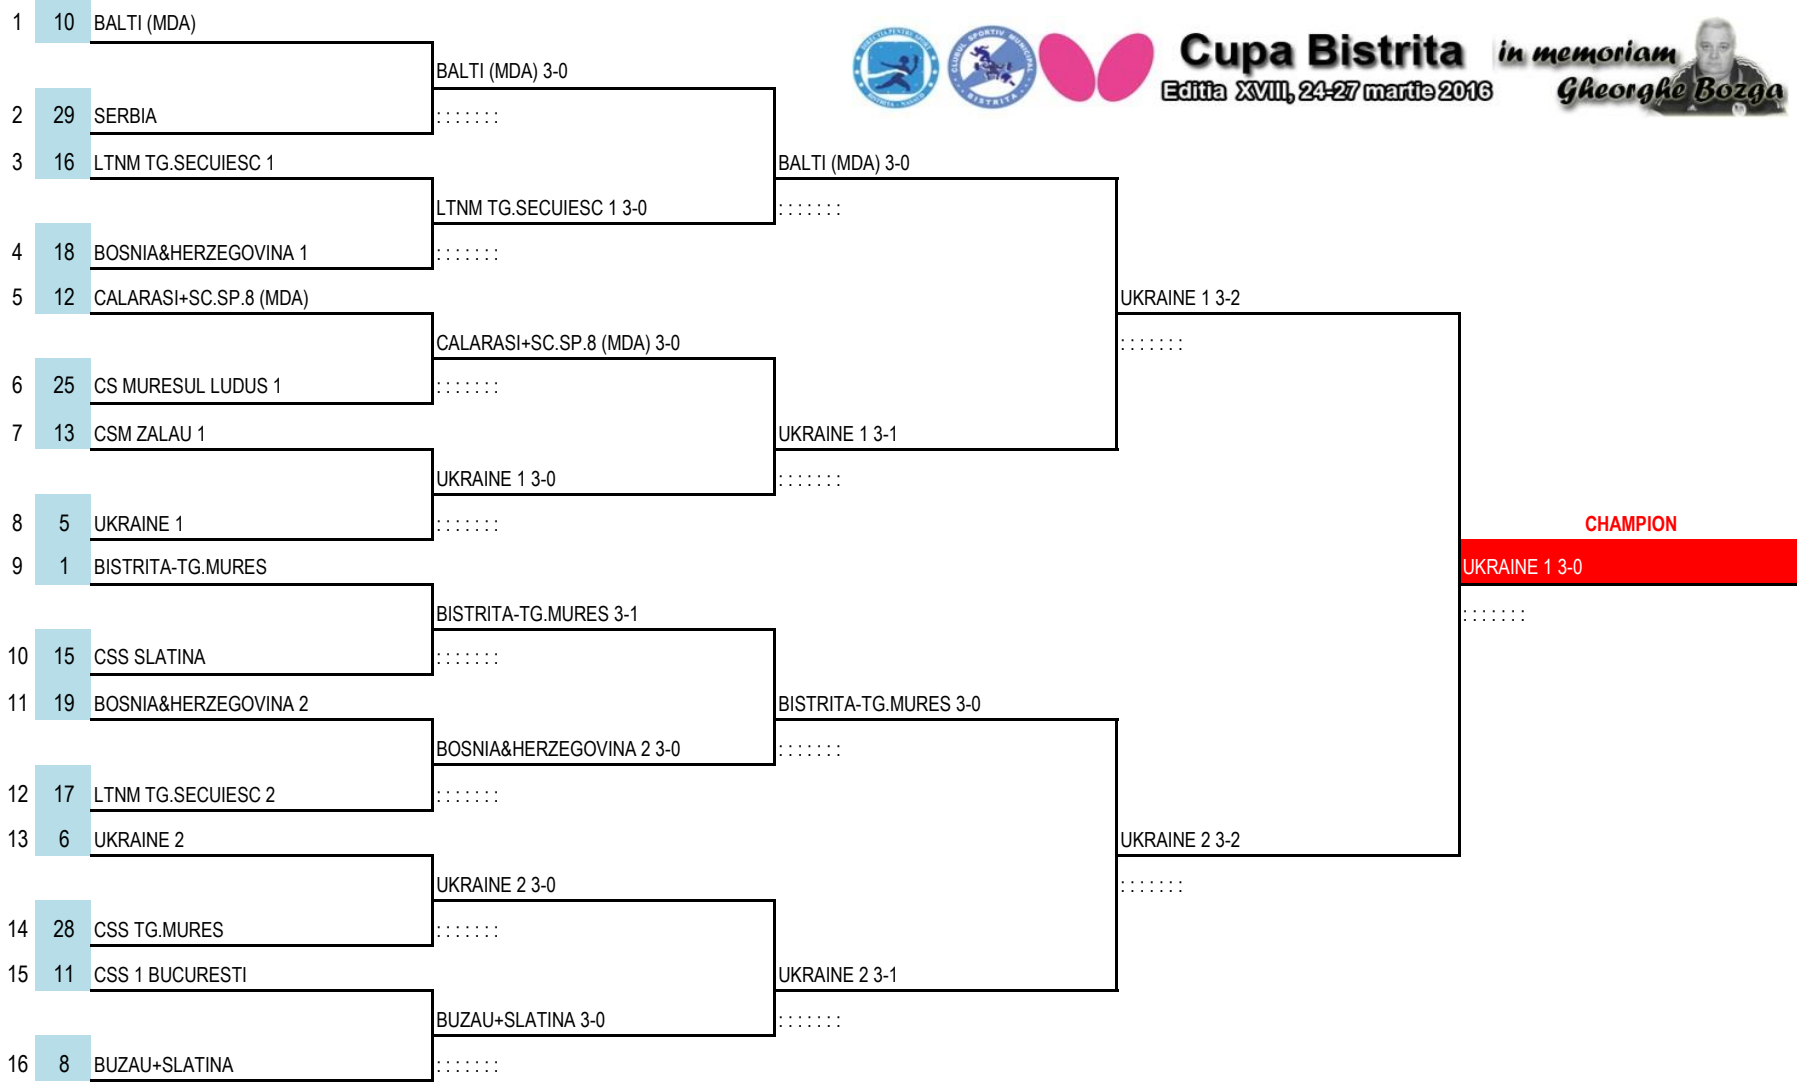 1 10 BALTI (MDA)
Cupa Bistrita in memoriam
BALTI (MDA) 3-0
Editia XVIII, 24-27 martie 2016 Gheorghe Bozga
2 29 SERBIA : : : : : : :
3 16 LTNM TG.SECUIESC 1 BALTI (MDA) 3-0
LTNM TG.SECUIESC 1 3-0 : : : : : : :
4 18 BOSNIA&HERZEGOVINA 1 : : : : : : :
5 12 CALARASI+SC.SP.8 (MDA) UKRAINE 1 3-2
CALARASI+SC.SP.8 (MDA) 3-0 : : : : : : :
6 25 CS MURESUL LUDUS 1 : : : : : : :
7 13 CSM ZALAU 1 UKRAINE 1 3-1
UKRAINE 1 3-0 : : : : : : :
8 5 UKRAINE 1 : : : : : : : CHAMPION
9 1 BISTRITA-TG.MURES UKRAINE 1 3-0
BISTRITA-TG.MURES 3-1 : : : : : : :
10 15 CSS SLATINA : : : : : : :
11 19 BOSNIA&HERZEGOVINA 2 BISTRITA-TG.MURES 3-0
BOSNIA&HERZEGOVINA 2 3-0 : : : : : : :
12 17 LTNM TG.SECUIESC 2 : : : : : : :
13 6 UKRAINE 2 UKRAINE 2 3-2
UKRAINE 2 3-0 : : : : : : :
14 28 CSS TG.MURES : : : : : : :
15 11 CSS 1 BUCURESTI UKRAINE 2 3-1
BUZAU+SLATINA 3-0 : : : : : : :
16 8 BUZAU+SLATINA : : : : : : :